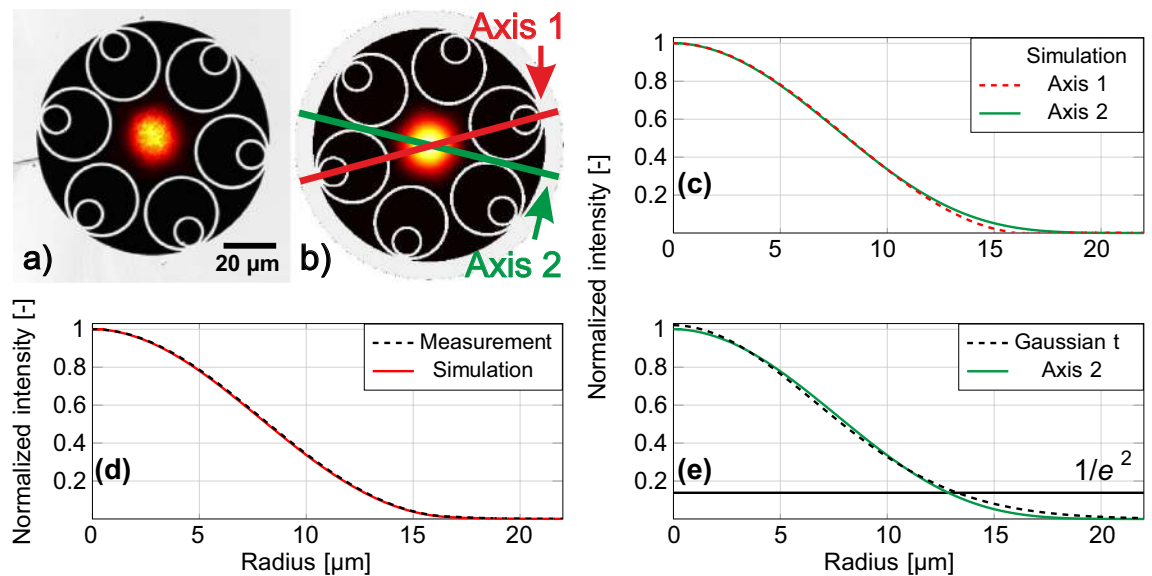 a)
20 µm
b)
Axis 1
Axis 2
Normalized intensity [-]
1
0.8
0.6
0.4
0.2
0
5
10
15
20
(c)
Simulation
Axis 1
Axis 2
Normalized intensity [-]
1
0.8
0.6
0.4
0.2
0
5
10
15
20
Radius [µm]
(d)
Measurement
Simulation
1
0.8
0.6
0.4
0.2
0
5
10
15
20
Radius [µm]
(e)
Gaussian t
Axis 2
1/e 2